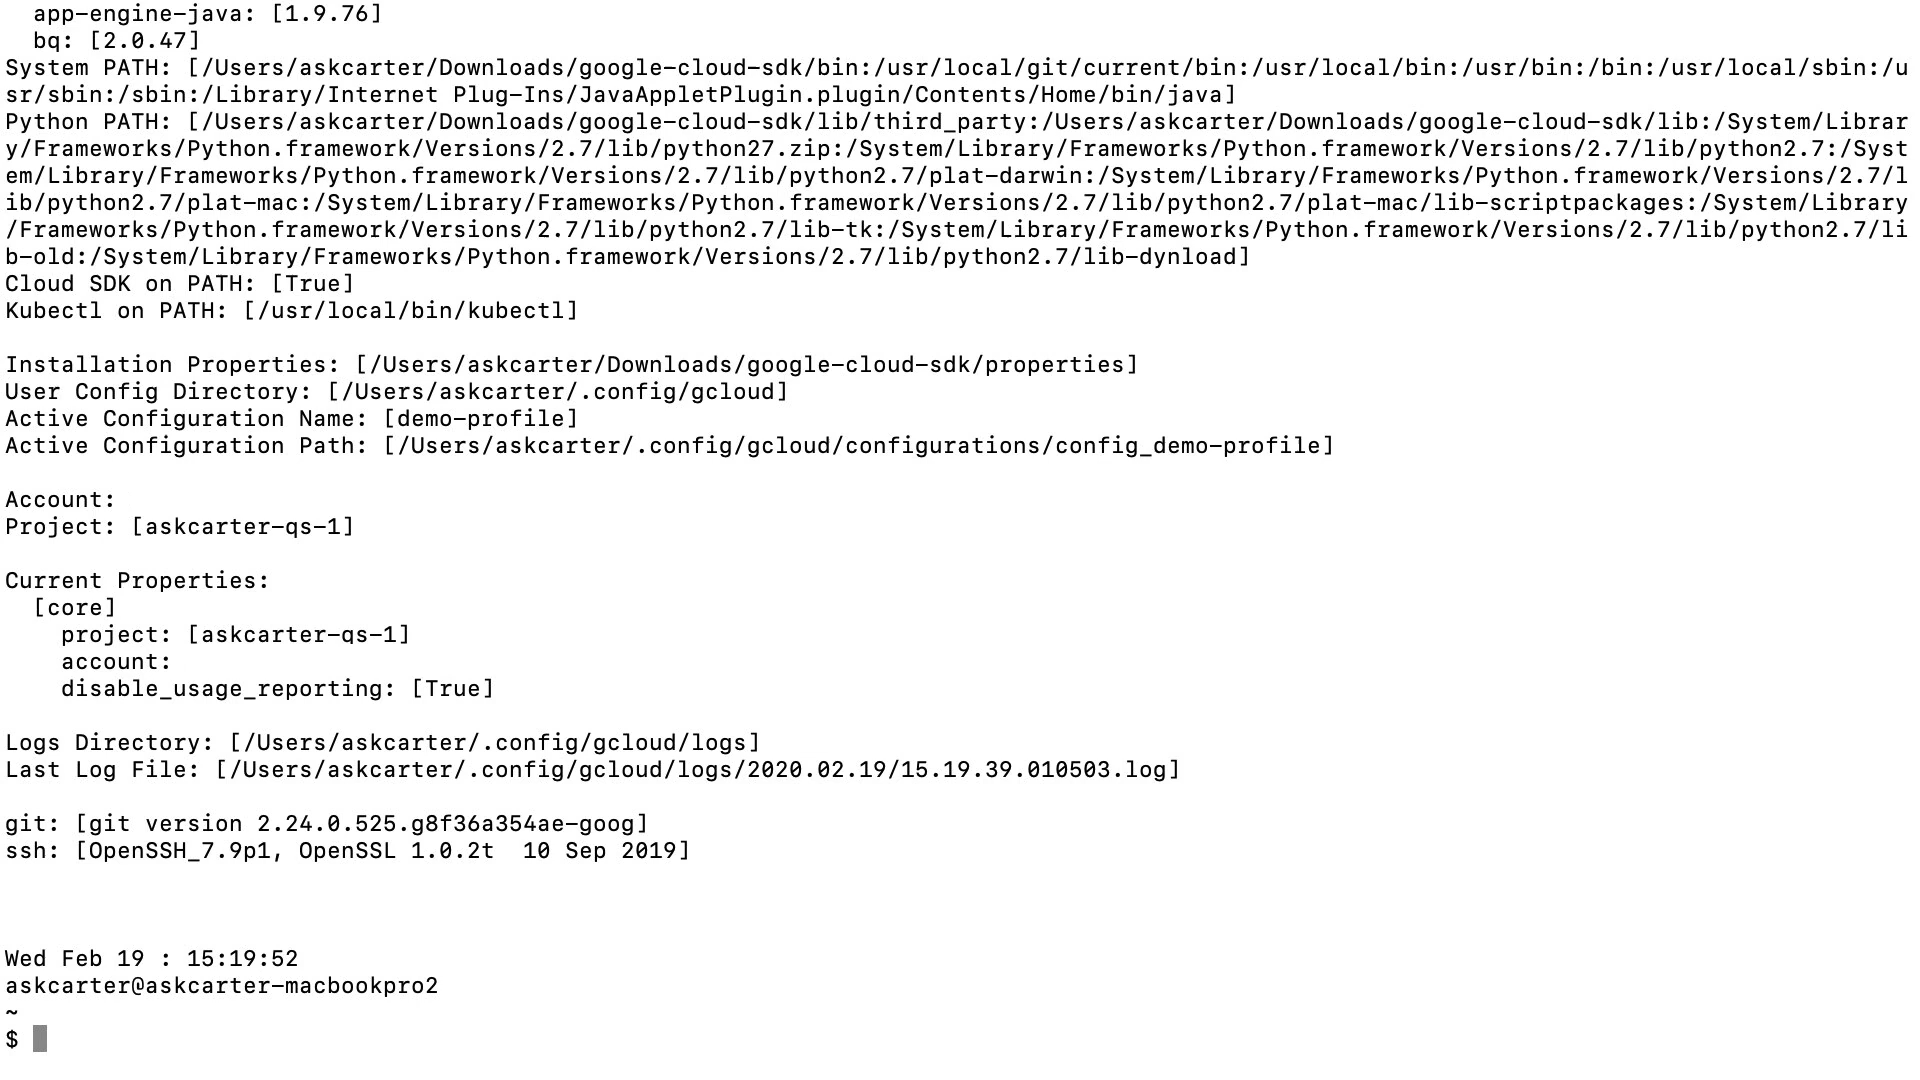 app-engine-java: [1.9.76]
bq: [2.0.47]
System PATH: [/Users/askcarter/Downloads/google-cloud-sdk/bin:/usr/local/git/current/bin:/usr/local/bin:/usr/bin:/bin:/usr/local/sbin:/u
sr/sbin:/sbin:/Library/Internet Plug-Ins/JavaAppletPlugin.plugin/Contents/Home/bin/java]
Python PATH: [/Users/askcarter/Downloads/google-cloud-sdk/lib/third_party:/Users/askcarter/Downloads/google-cloud-sdk/lib:/System/Librar
y/Frameworks/Python.framework/Versions/2.7/lib/python27.zip:/System/Library/Frameworks/Python.framework/Versions/2.7/lib/python2.7:/Syst
em/Library/Frameworks/Python.framework/Versions/2.7/lib/python2.7/plat-darwin:/System/Library/Frameworks/Python.framework/Versions/2.7/l
ib/python2.7/plat-mac:/System/Library/Frameworks/Python.framework/Versions/2.7/lib/python2.7/plat-mac/lib-scriptpackages:/System/Library
/Frameworks/Python.framework/Versions/2.7/lib/python2.7/lib-tk:/System/Library/Frameworks/Python.framework/Versions/2.7/lib/python2.7/li
b-old:/System/Library/Frameworks/Python.framework/Versions/2.7/lib/python2.7/lib-dynload]
Cloud SDK on PATH: [True]
Kubectl on PATH: [/usr/local/bin/kubectl]
Installation Properties: [/Users/askcarter/Downloads/google-cloud-sdk/properties]
User Config Directory: [/Users/askcarter/.config/gcloud]
Active Configuration Name: [demo-profile]
Active Configuration Path: [/Users/askcarter/.config/gcloud/configurations/config_demo-profile]
Account:
Project: [askcarter-qs-1]
Current Properties:
[core]
project: [askcarter-qs-1]
account:
disable_usage_reporting: [True]
Logs Directory: [/Users/askcarter/.config/gcloud/logs]
Last Log File: [/Users/askcarter/.config/gcloud/logs/2020.02.19/15.19.39.010503.log]
git: [git version 2.24.0.525.g8f36a354ae-goog]
ssh: [OpenSSH_7.9p1, OpenSSL 1.0.2t  10 Sep 2019]
Wed Feb 19 : 15:19:52
askcarter@askcarter-macbookpro2
~
$